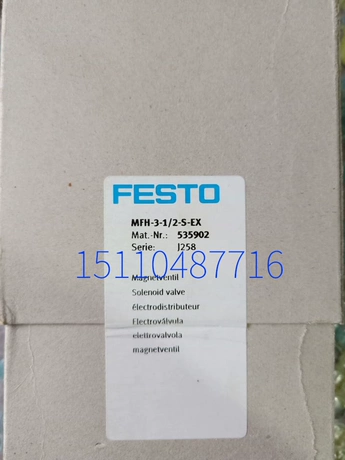 FESTO
MFH-3-1/2-S-EX
Mat.-Nr.: 535902
Serie: J258
15110487716
Magnetventil
Solenoid valve
électrodistributeur
Electroválvula
elettrovalvola
magnetventil